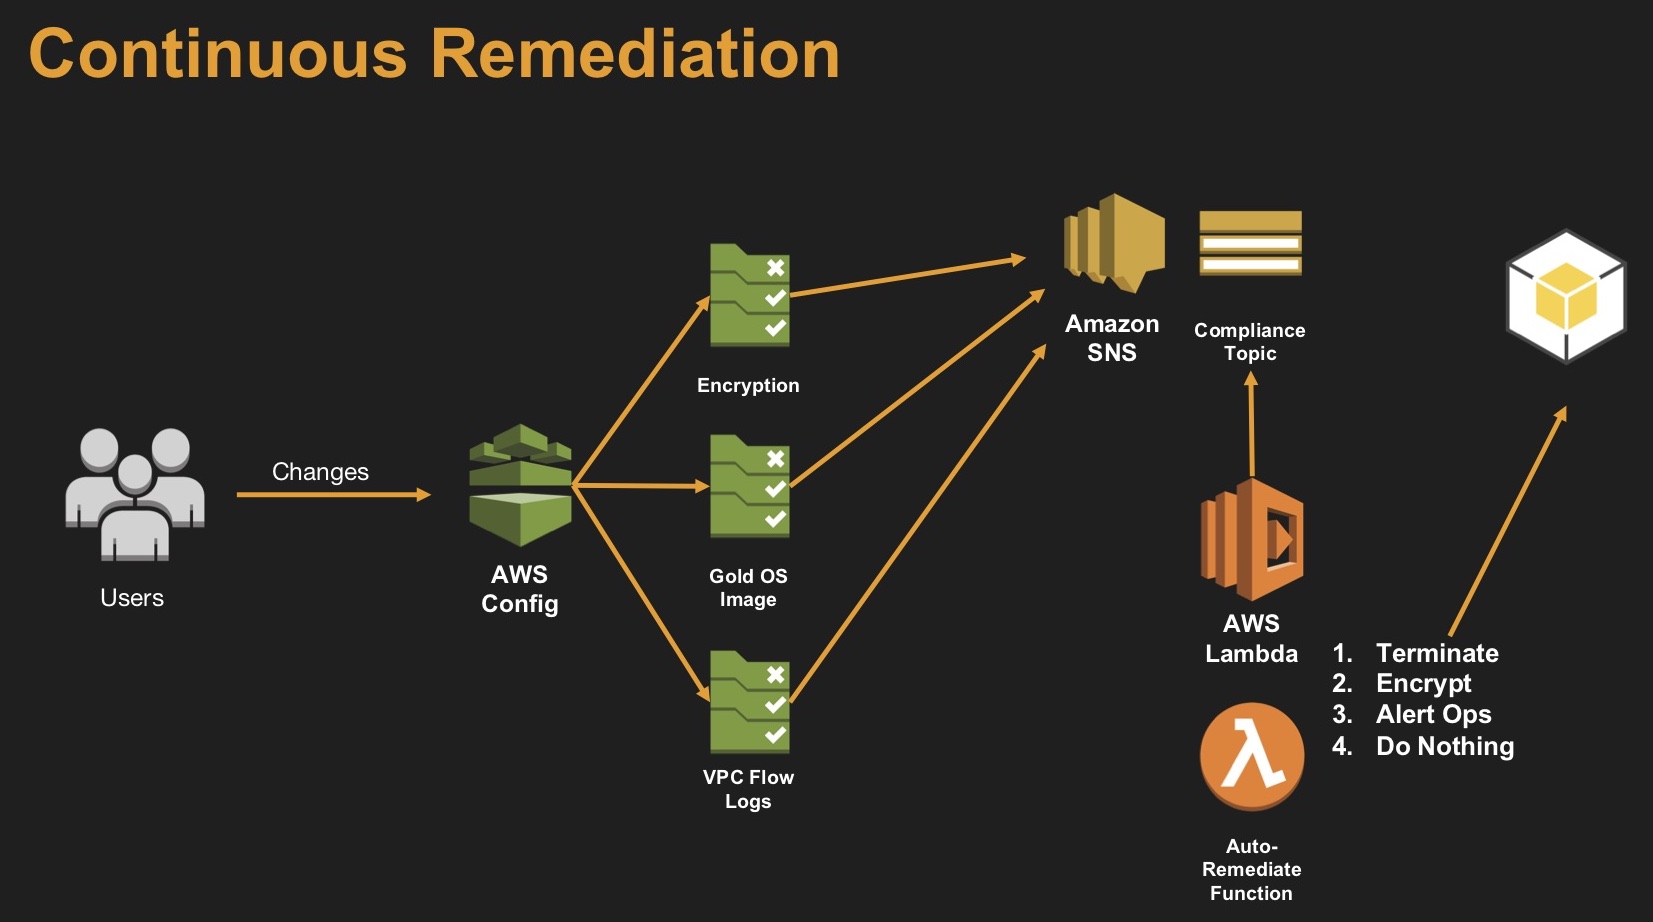 Continuous Remediation
Users
Changes
AWS
Config
Encryption
Gold OS
Image
VPC Flow
Logs
Amazon
SNS
Compliance
Topic
AWS
Lambda
1. Terminate
2. Encrypt
3. Alert Ops
4. Do Nothing
Auto-
Remediate
Function